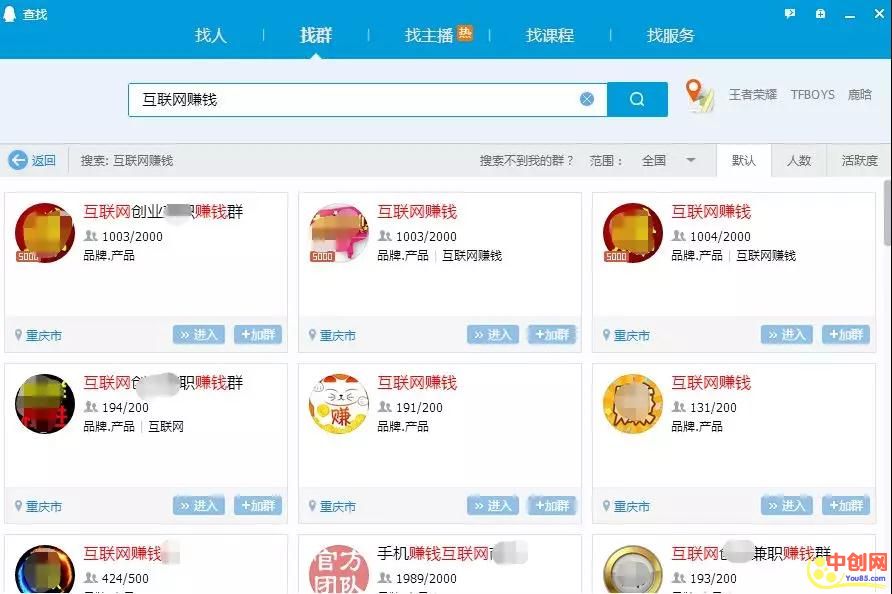 查找
找人 找群 找主播 热 找课程 找服务
互联网赚钱
王者荣耀 TFBOYS 鹿晗
返回 搜索: 互联网赚钱 搜索不到我的群？ 范围： 全国 默认 人数 活跃度
互联网创业 职赚钱群 互联网赚钱 互联网赚钱
1003/2000 1003/2000 1004/2000
5000 品牌.产品 5000 品牌.产品 | 互联网赚钱 5000 品牌.产品 | 互联网赚钱
重庆市 » 进入 +加群 重庆市 » 进入 +加群 重庆市 » 进入 +加群
互联网创 职赚钱群 互联网赚钱 互联网赚钱
194/200 191/200 131/200
品牌.产品 | 互联网 赚 品牌.产品 品牌.产品
重庆市 » 进入 +加群 重庆市 » 进入 +加群 重庆市 » 进入 +加群
互联网赚钱 手机赚钱互联网 互联网 兼职赚钱群
424/500 官方 1989/2000 193/200
团队
中创网
You85.com